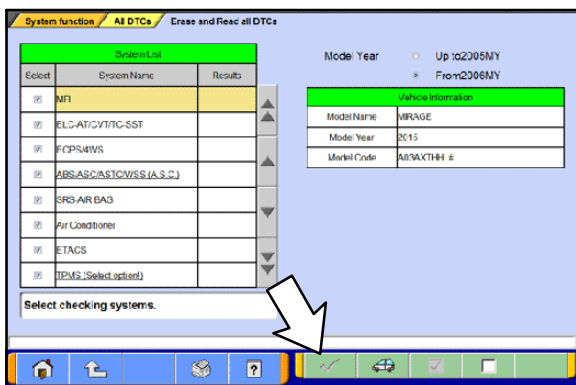 System function
All DTCs
Erase and Read all DTCs
System List
Select
System Name
Results
MFI
ELC-AT/CVT/TC-SST
ECPS/4WS
ABS/ASC/ASTC/WSS (A.S.C.)
SRS-AIR BAG
Air Conditioner
ETACS
TPMS (Select option!)
Select checking systems.
Model Year
Up to2005MY
From2006MY
Vehicle Information
Model Name
MIRAGE
Model Year
2015
Model Code
?